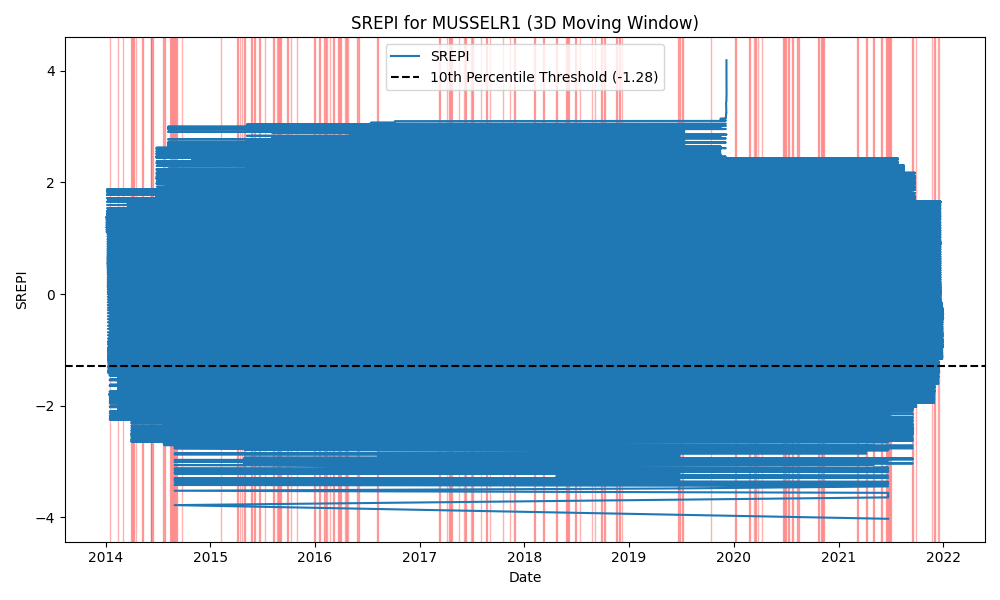 SREPI for MUSSELR1 (3D Moving Window)
SREPI
10th Percentile Threshold (-1.28)
4
2
0
−2
−4
SREPI
2014 2015 2016 2017 2018 2019 2020 2021 2022
Date